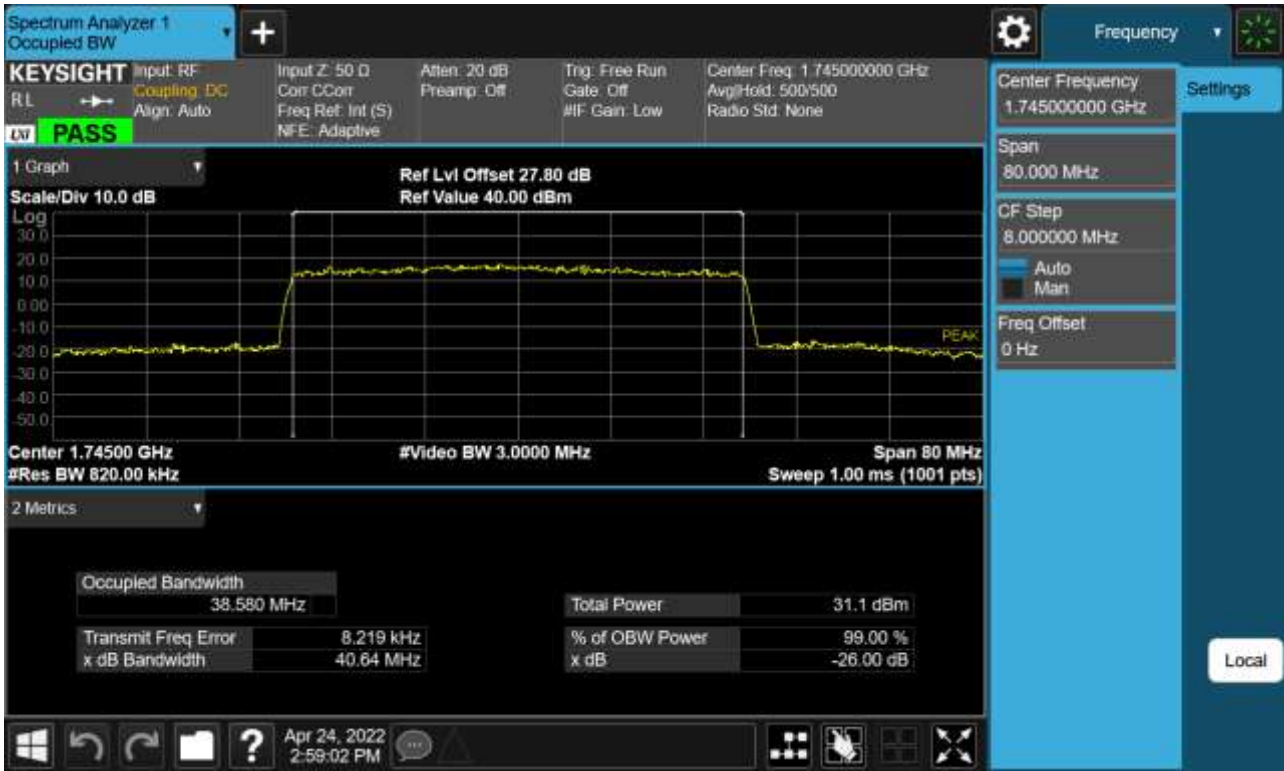 Spectrum Analyzer 1
Occupied BW
Frequency
KEYSIGHT
RL
PASS
Input: RF
Coupling: DC
Align: Auto
Input Z: 50 Ω
Corr CCorr
Freq Ref: Int (S)
NFE: Adaptive
Atten: 20 dB
Preamp: Off
Trig: Free Run
Gate: Off
#IF Gain: Low
Center Freq: 1.745000000 GHz
Avg|Hold: 500/500
Radio Std: None
1 Graph
Scale/Div 10.0 dB
Ref Lvl Offset 27.80 dB
Ref Value 40.00 dBm
Log
30.0
20.0
10.0
0.00
-10.0
-20.0
-30.0
-40.0
-50.0
PEAK
Center 1.74500 GHz
#Video BW 3.0000 MHz
Span 80 MHz
#Res BW 820.00 kHz
Sweep 1.00 ms (1001 pts)
2 Metrics
Occupied Bandwidth
38.580 MHz
Total Power 31.1 dBm
Transmit Freq Error 8.219 kHz
% of OBW Power 99.00 %
x dB Bandwidth 40.64 MHz
x dB -26.00 dB
Center Frequency
1.745000000 GHz
Settings
Span
80.000 MHz
CF Step
8.000000 MHz
Auto
Man
Freq Offset
0 Hz
Local
?
Apr 24, 2022
2:59:02 PM